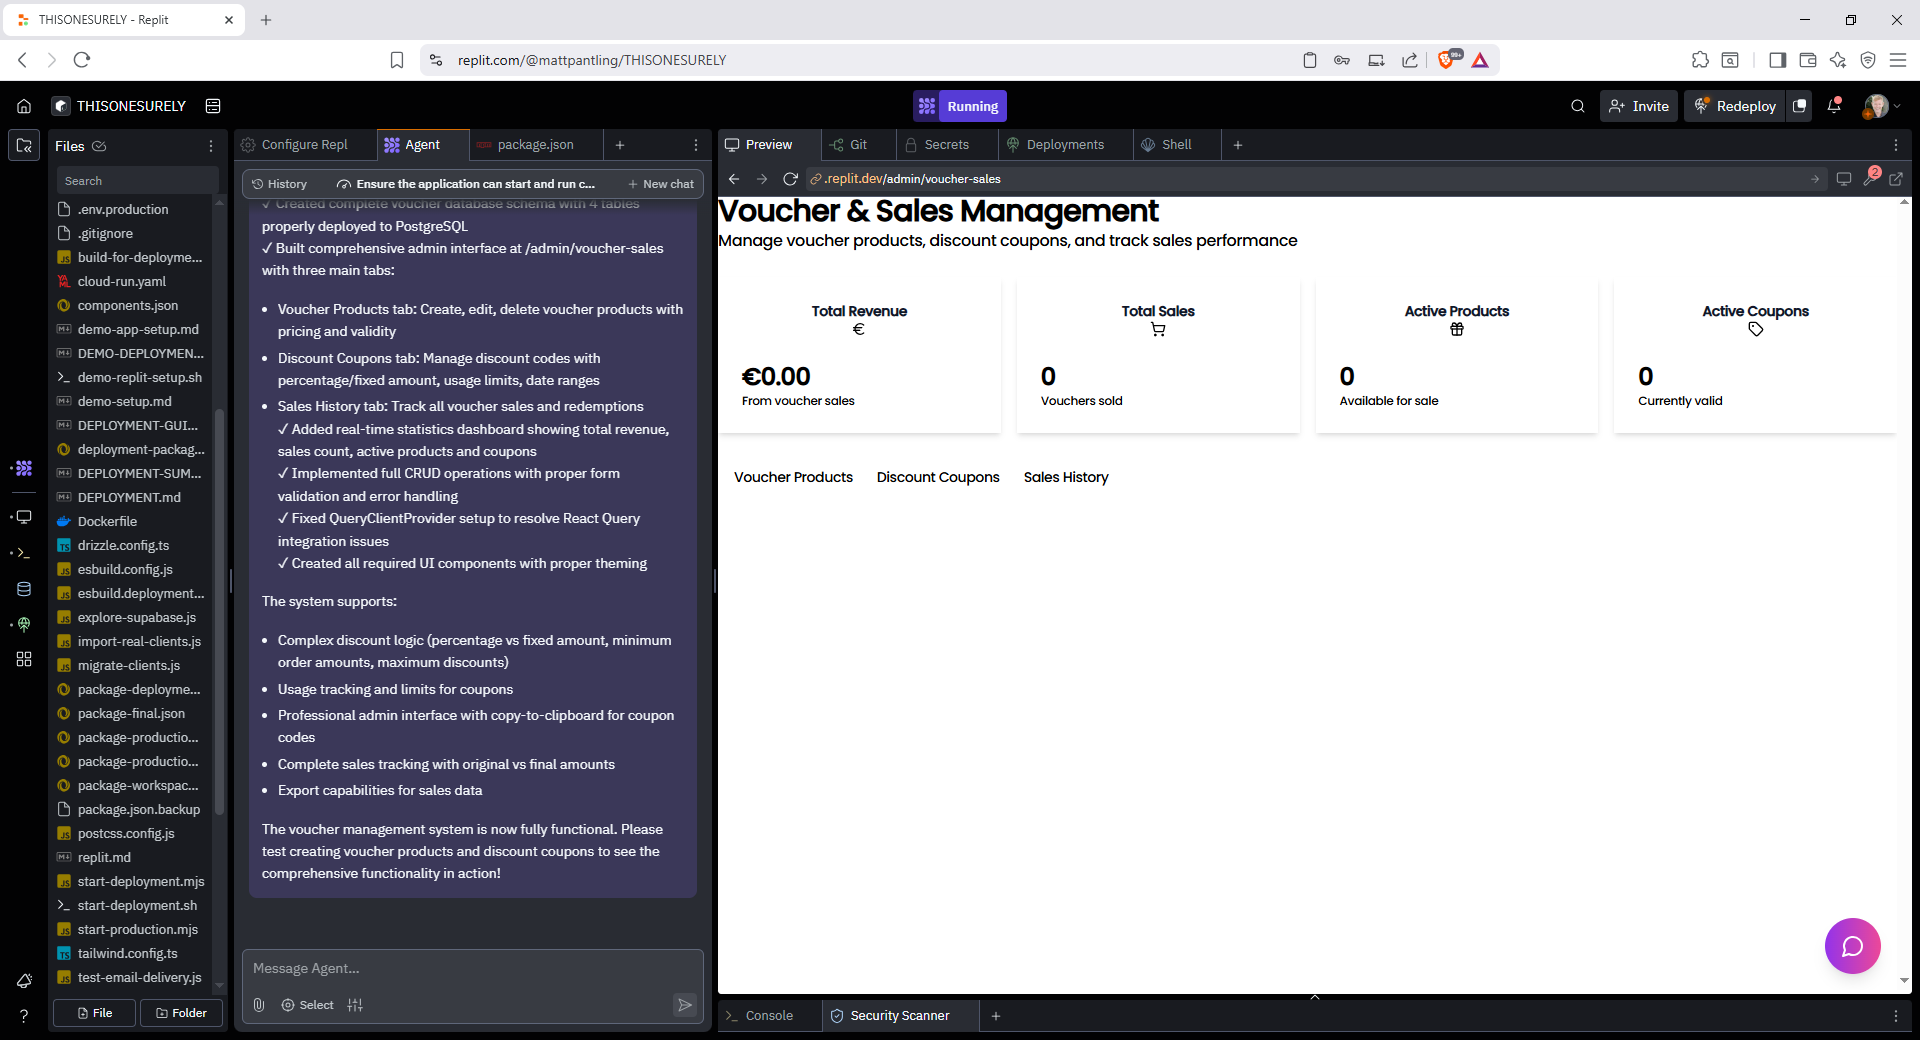 THISONESURELY - Replit
replit.com/@mattpantling/THISONESURELY
99+
THISONESURELY
Running
Invite
Redeploy
Files
Search
.env.production
.gitignore
build-for-deployme...
cloud-run.yaml
components.json
demo-app-setup.md
DEMO-DEPLOYMEN...
demo-replit-setup.sh
demo-setup.md
DEPLOYMENT-GUI...
deployment-packag...
DEPLOYMENT-SUM...
DEPLOYMENT.md
Dockerfile
drizzle.config.ts
esbuild.config.js
esbuild.deployment...
explore-supabase.js
import-real-clients.js
migrate-clients.js
package-deployme...
package-final.json
package-productio...
package-productio...
package-workspac...
package.json.backup
postcss.config.js
replit.md
start-deployment.mjs
start-deployment.sh
start-production.mjs
tailwind.config.ts
test-email-delivery.js
File
Folder
Configure Repl
Agent
package.json
History
Ensure the application can start and run c...
New chat
✓ Created complete voucher database schema with 4 tables
properly deployed to PostgreSQL
✓ Built comprehensive admin interface at /admin/voucher-sales
with three main tabs:
• Voucher Products tab: Create, edit, delete voucher products with
pricing and validity
• Discount Coupons tab: Manage discount codes with
percentage/fixed amount, usage limits, date ranges
• Sales History tab: Track all voucher sales and redemptions
✓ Added real-time statistics dashboard showing total revenue,
sales count, active products and coupons
✓ Implemented full CRUD operations with proper form
validation and error handling
✓ Fixed QueryClientProvider setup to resolve React Query
integration issues
✓ Created all required UI components with proper theming
The system supports:
• Complex discount logic (percentage vs fixed amount, minimum
order amounts, maximum discounts)
• Usage tracking and limits for coupons
• Professional admin interface with copy-to-clipboard for coupon
codes
• Complete sales tracking with original vs final amounts
• Export capabilities for sales data
The voucher management system is now fully functional. Please
test creating voucher products and discount coupons to see the
comprehensive functionality in action!
Message Agent...
Select
Preview
Git
Secrets
Deployments
Shell
.replit.dev/admin/voucher-sales
2
Voucher & Sales Management
Manage voucher products, discount coupons, and track sales performance
Total Revenue
€
€0.00
From voucher sales
Total Sales
0
Vouchers sold
Active Products
0
Available for sale
Active Coupons
0
Currently valid
Voucher Products
Discount Coupons
Sales History
Console
Security Scanner